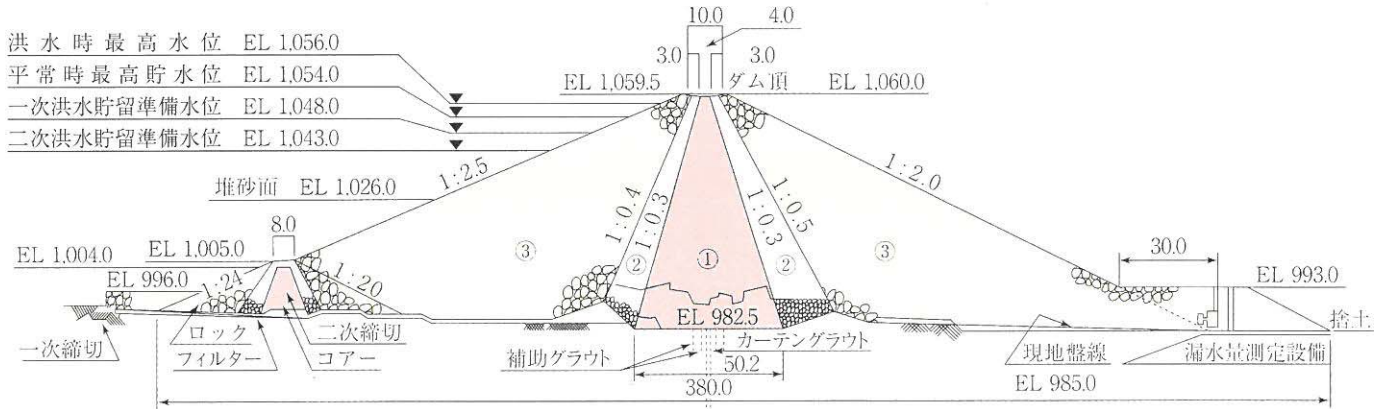 10.0
4.0
洪水時最高水位 EL 1,056.0
3.0
3.0
平常時最高貯水位 EL 1,054.0
EL 1,059.5
ダム頂
EL 1,060.0
一次洪水貯留準備水位 EL 1,048.0
二次洪水貯留準備水位 EL 1,043.0
1:2.5
1:2.0
堆砂面 EL 1,026.0
1:0.4
1:0.3
1:0.3
1:0.5
8.0
EL 1,004.0
EL 1,005.0
③
②
①
②
③
30.0
EL 996.0
1:24
1:20
EL 993.0
EL 982.5
ロック
二次締切
カーテングラウト
捨土
一次締切
フィルター
コアー
補助グラウト
50.2
現地盤線
漏水量測定設備
380.0
EL 985.0